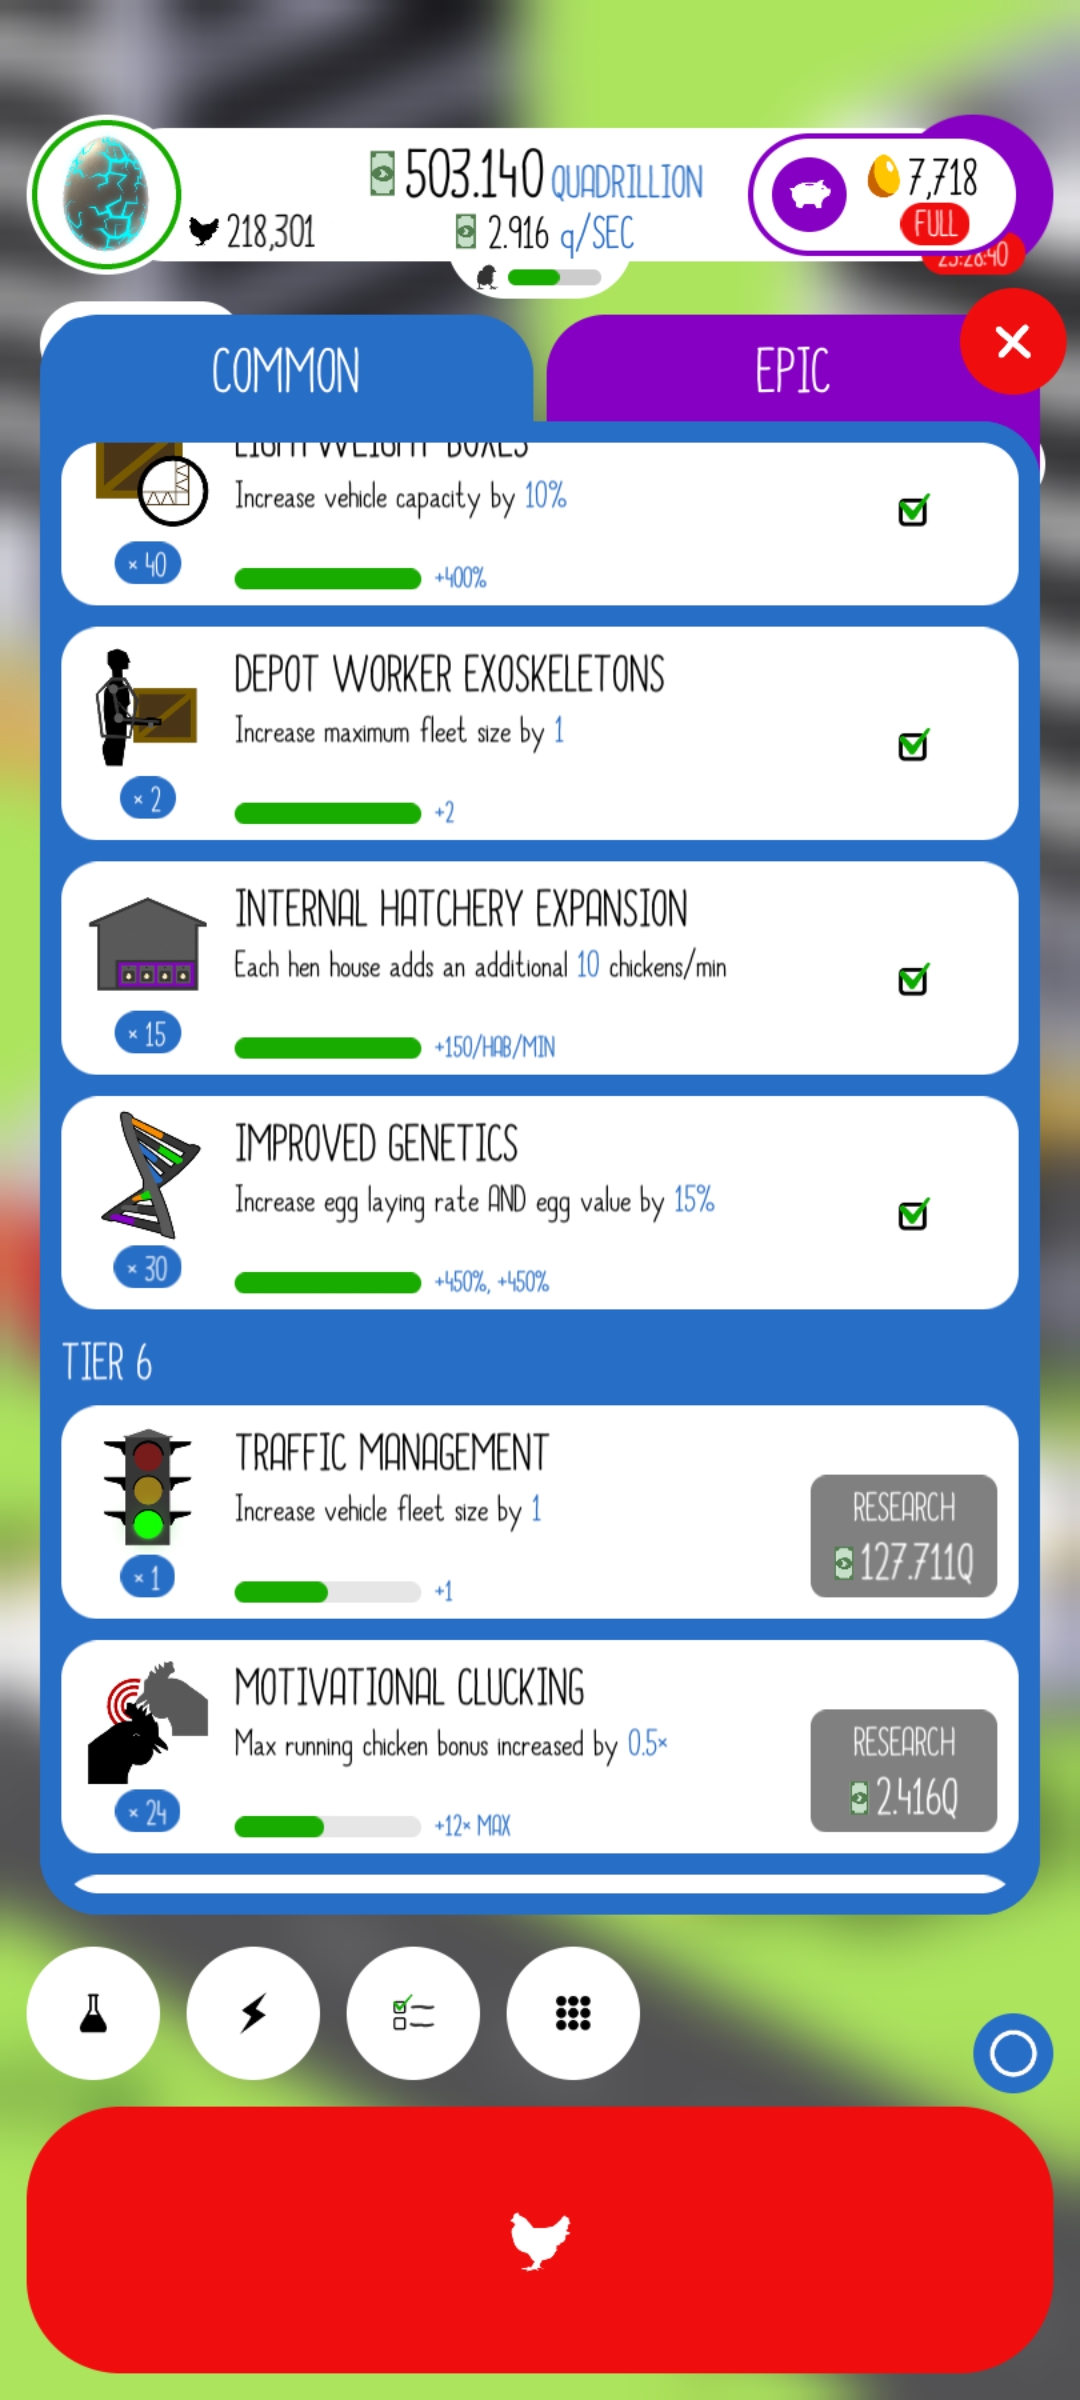 503.140 QUADRILLION
7,718
218,301
2.916 q/SEC
FULL
23:28:40
COMMON
EPIC
LIGHTWEIGHT BOXES
Increase vehicle capacity by 10%
× 40
+400%
DEPOT WORKER EXOSKELETONS
Increase maximum fleet size by 1
× 2
+2
INTERNAL HATCHERY EXPANSION
Each hen house adds an additional 10 chickens/min
× 15
+150/HAB/MIN
IMPROVED GENETICS
Increase egg laying rate AND egg value by 15%
× 30
+450%, +450%
TIER 6
TRAFFIC MANAGEMENT
Increase vehicle fleet size by 1
RESEARCH
127.711Q
× 1
+1
MOTIVATIONAL CLUCKING
Max running chicken bonus increased by 0.5×
RESEARCH
2.416Q
× 24
+12× MAX